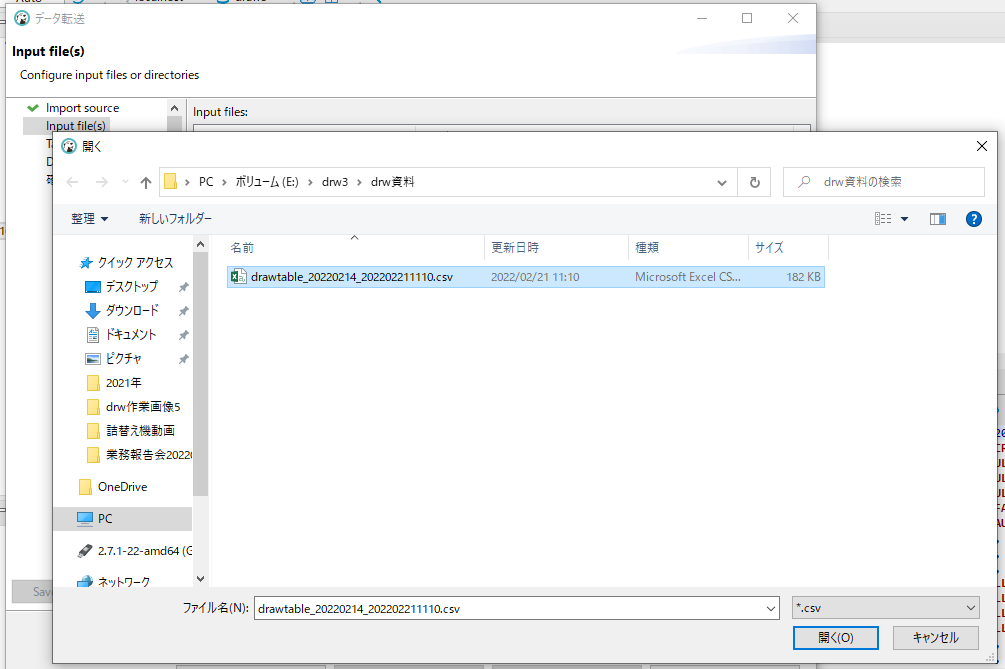 データ転送
Input file(s)
Configure input files or directories
Import source
Input file(s)
Input files:
開く
PC › ボリューム (E:) › drw3 › drw資料
drw資料の検索
整理
新しいフォルダー
名前
更新日時
種類
サイズ
drawtable_20220214_202202211110.csv
2022/02/21 11:10
Microsoft Excel CS...
182 KB
クイック アクセス
デスクトップ
ダウンロード
ドキュメント
ピクチャ
2021年
drw作業画像5
詰替え機動画
業務報告会20220
OneDrive
PC
2.7.1-22-amd64 (G
ネットワーク
Save
ファイル名(N):
drawtable_20220214_202202211110.csv
*.csv
開く(O)
キャンセル